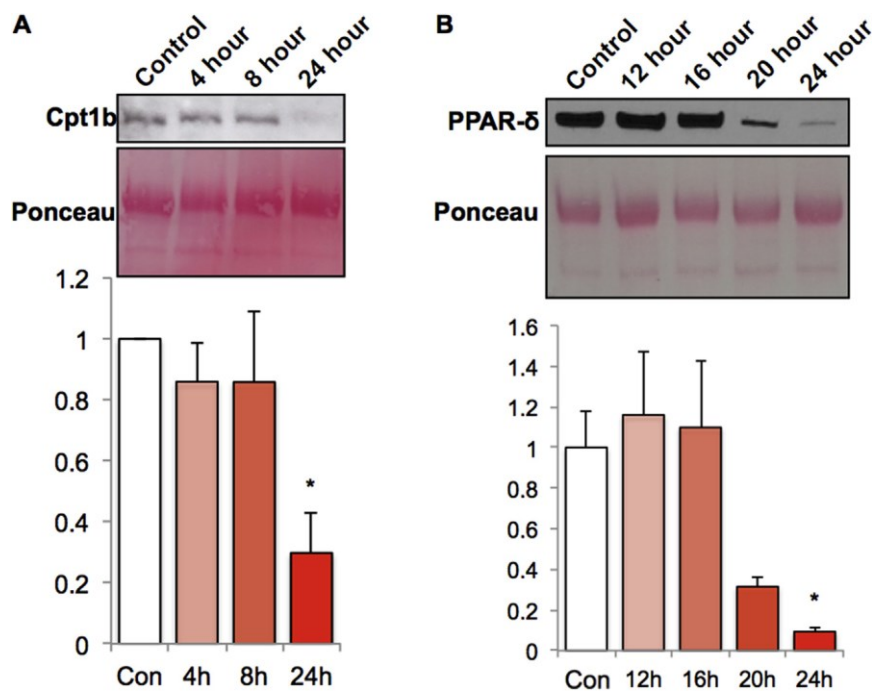 A
Control
4 hour
8 hour
24 hour
Cpt1b
Ponceau
1.2
1
0.8
0.6
0.4
0.2
0
*
Con 4h 8h 24h
B
Control
12 hour
16 hour
20 hour
24 hour
PPAR-δ
Ponceau
1.6
1.4
1.2
1
0.8
0.6
0.4
0.2
0
*
Con 12h 16h 20h 24h